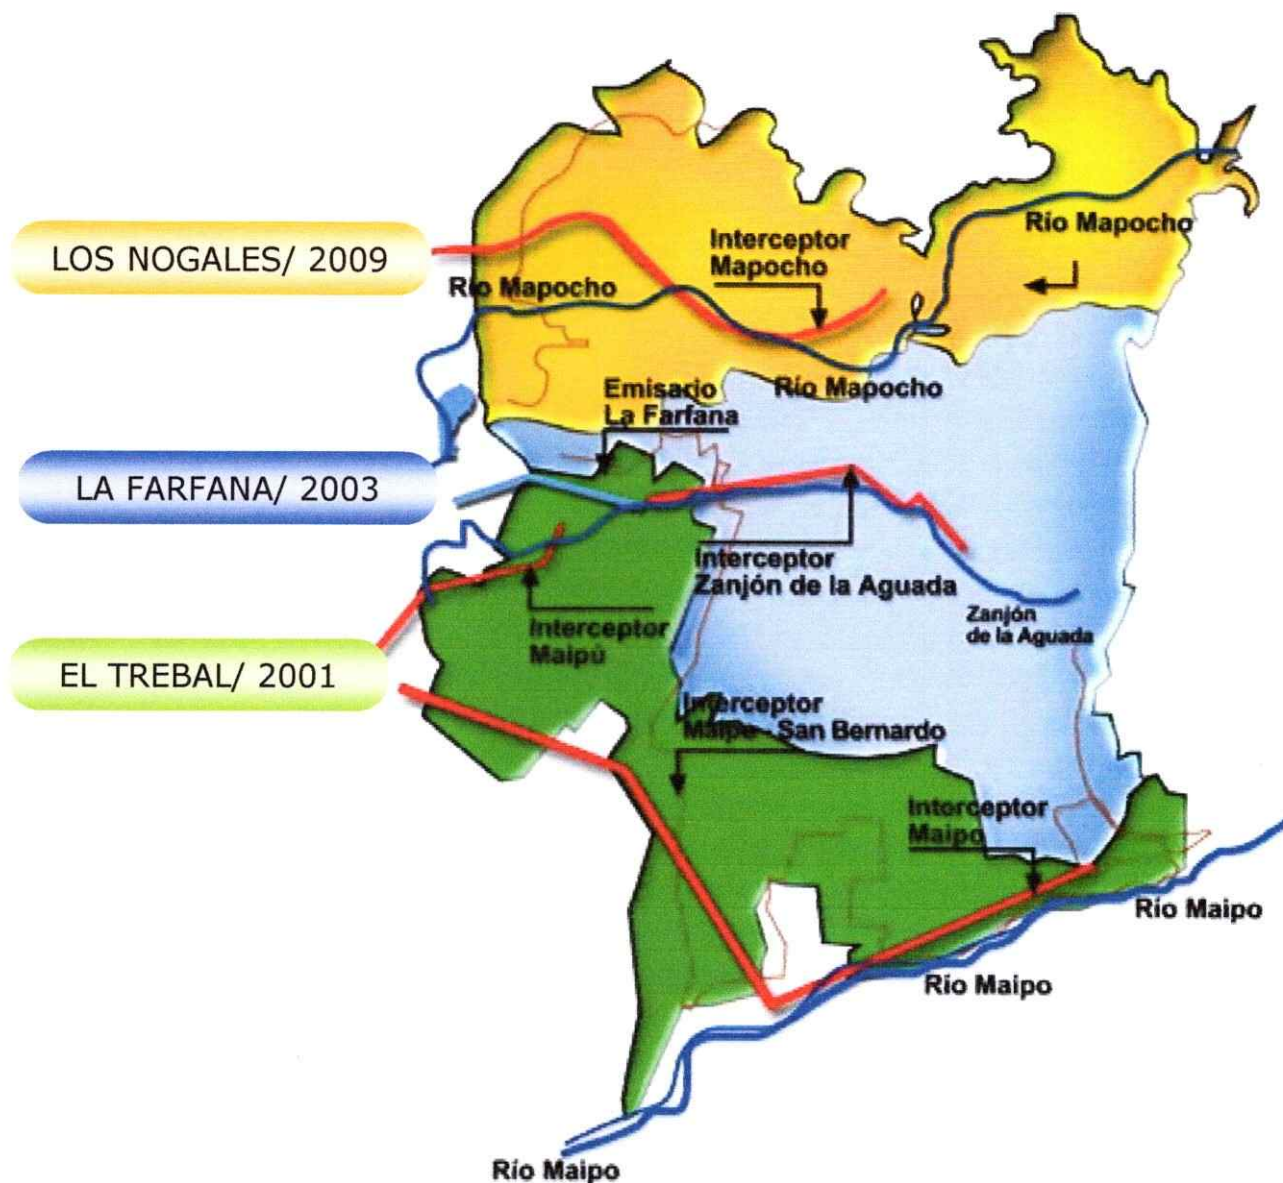 Río Mapocho
Interceptor
Mapocho
LOS NOGALES/ 2009
Río Mapocho
Río Mapocho
Emisario
La Farfana
LA FARFANA/ 2003
Interceptor
Zanjón de la Aguada
Zanjón
de la Aguada
Interceptor
Maipú
EL TREBAL/ 2001
Interceptor
Maipo - San Bernardo
Interceptor
Maipo
Río Maipo
Río Maipo
Río Maipo